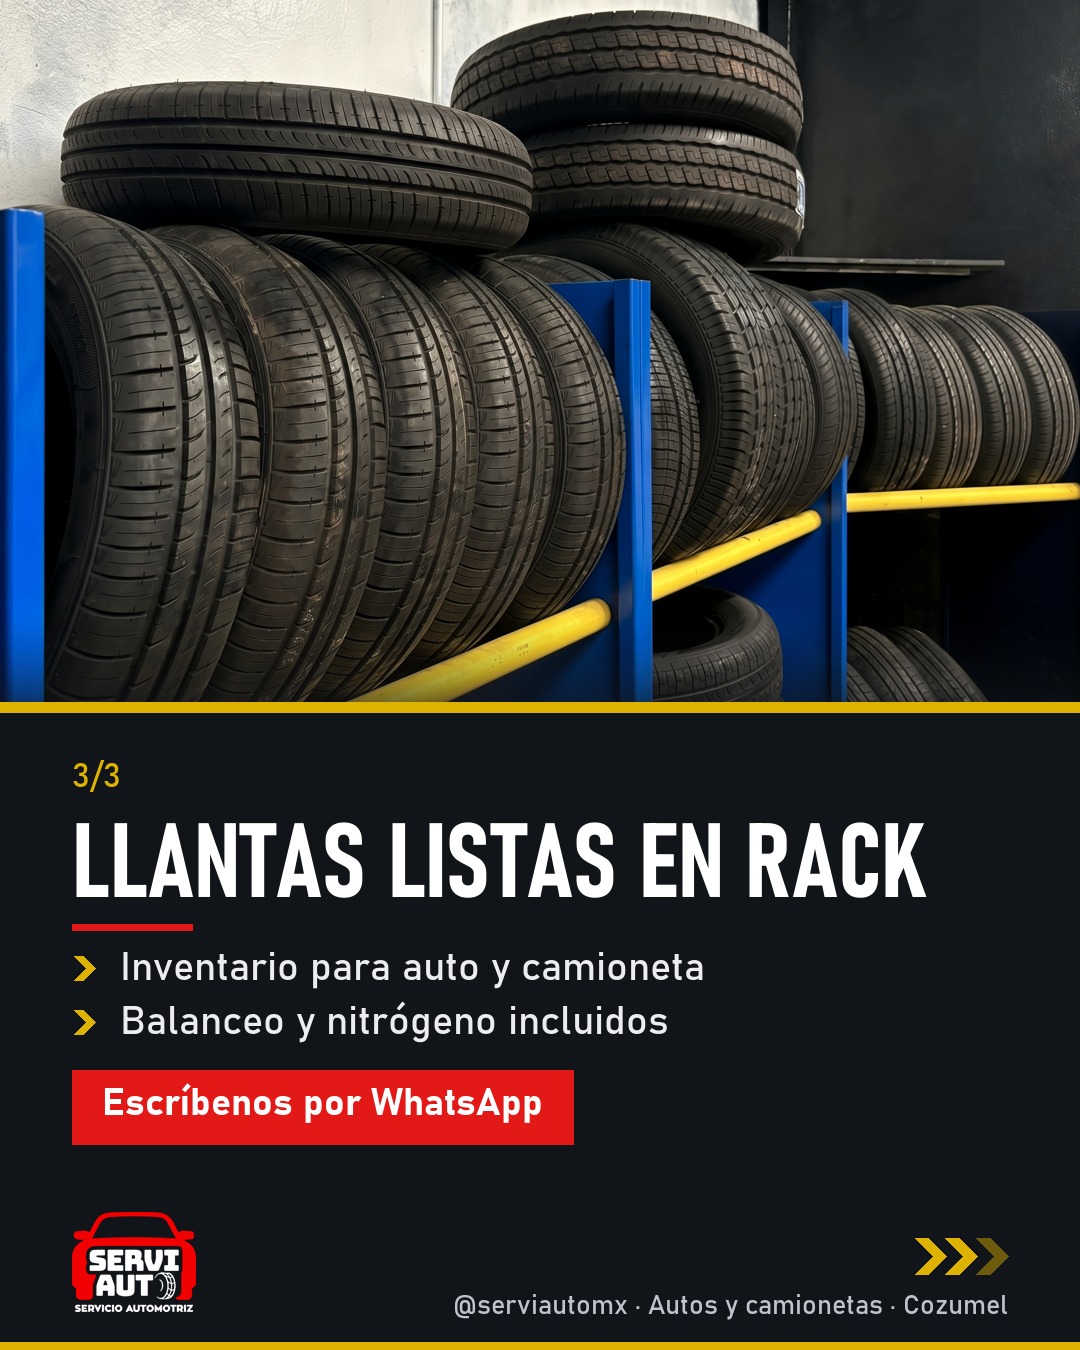 3/3
LLANTAS LISTAS EN RACK
Inventario para auto y camioneta
Balanceo y nitrógeno incluidos
Escríbenos por WhatsApp
SERVI
AUTO
SERVICIO AUTOMOTRIZ
@serviautomx · Autos y camionetas · Cozumel